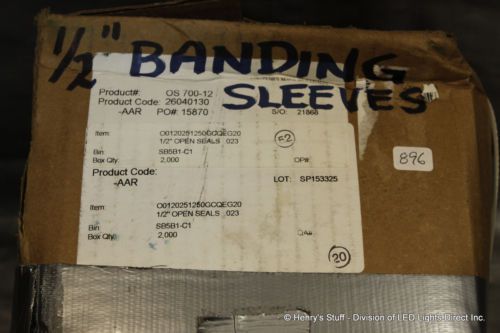 1/2" BANDING
SLEEVES
Product#: OS 700-12
Product Code: 26040130
-AAR PO#: 15870 S/O: 21868
Item: O0120251250GCQEG20
1/2" OPEN SEALS .023
=2
Bin: SB5B1-C1
Box Qty: 2,000 OP#
896
Product Code:
-AAR LOT: SP153325
Item: O0120251250GCQEG20
1/2" OPEN SEALS .023
Bin: SB5B1-C1
Box Qty: 2,000 QA#
20
© Henry's Stuff - Division of LED Lights Direct Inc.